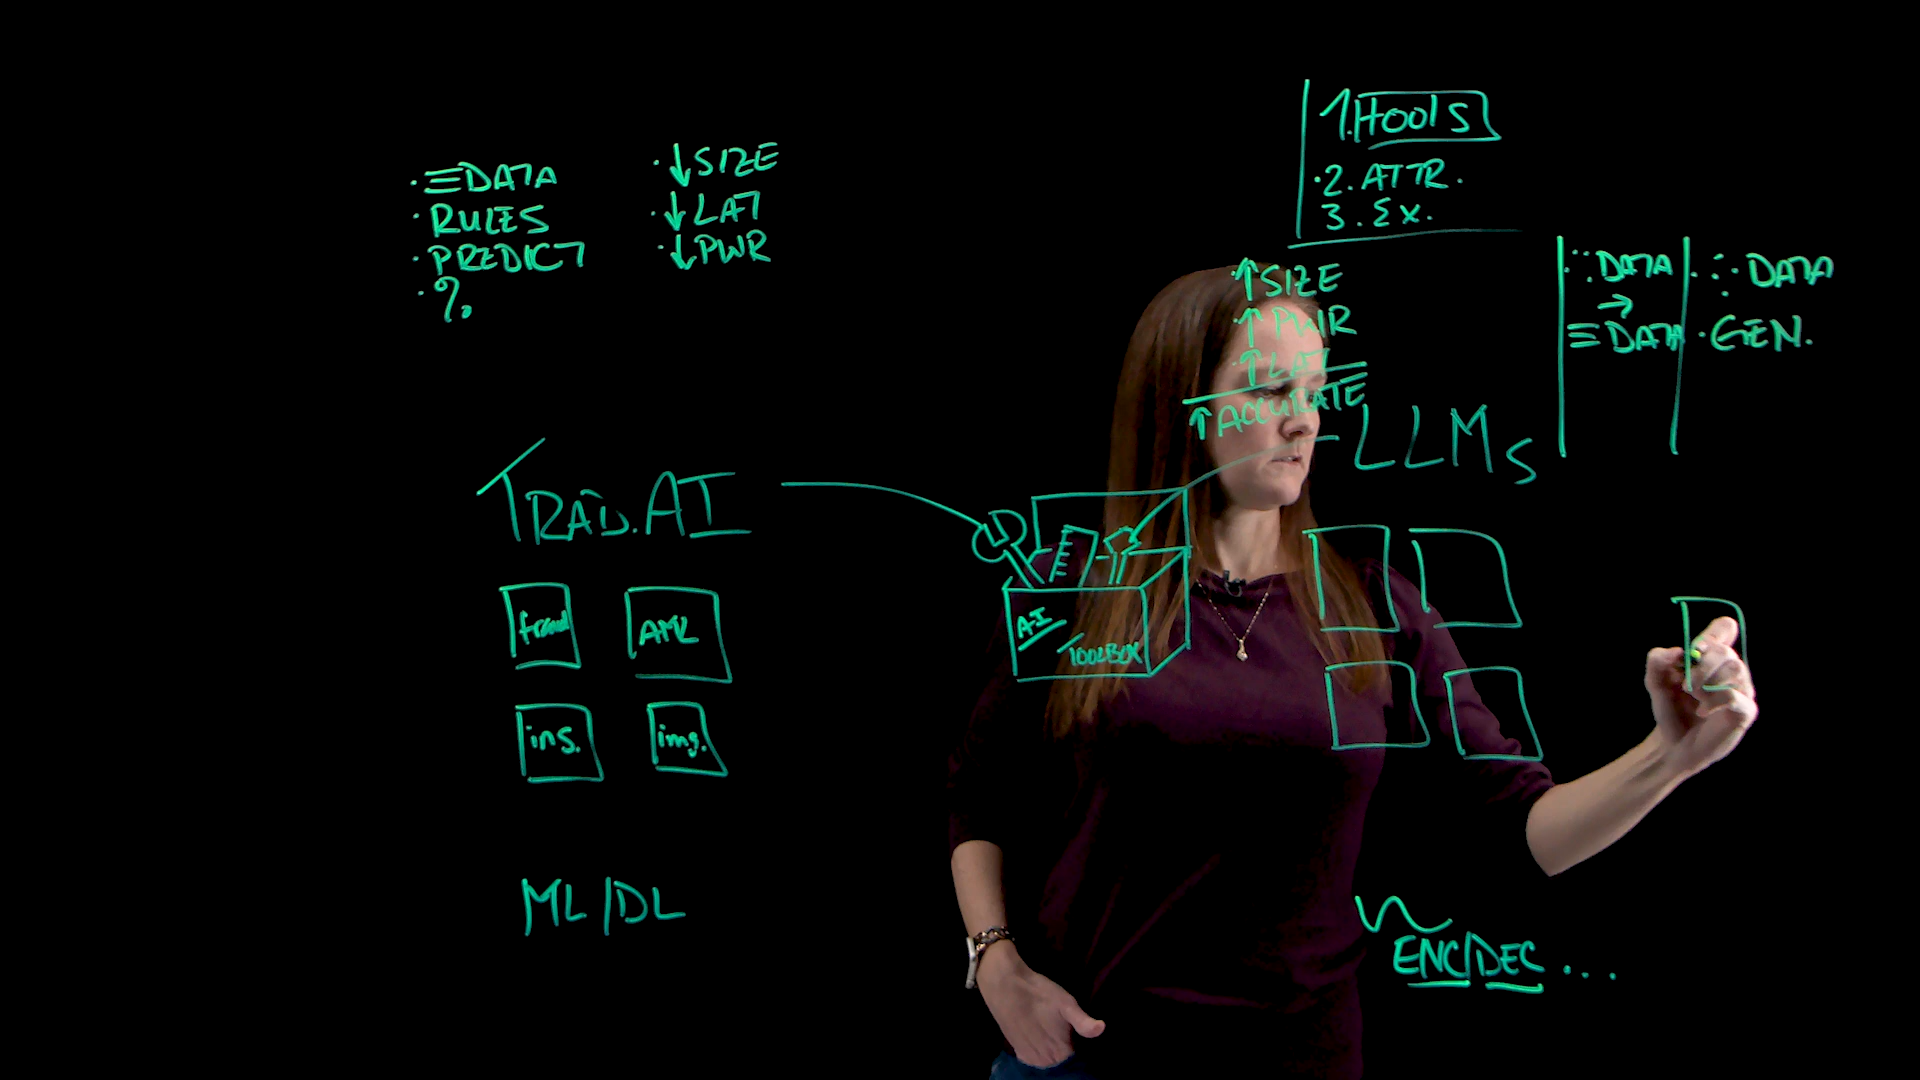 ≡DATA
RULES
PREDICT
%
↓SIZE
↓LAT
↓PWR
TRAD. AI
fraud
AML
ins.
img.
ML/DL
AI
TOOLBOX
1. Hools
2. ATTR.
3. Ex.
↑SIZE
↑PWR
↑LAT
↑ACCURATE
LLMs
DATA
→
≡DATA
DATA
GEN.
ENC/DEC...